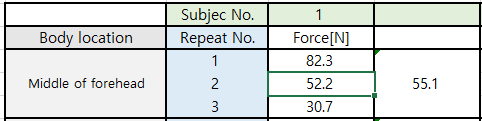 Subjec No. 1
Body location Repeat No. Force[N]
1 82.3
Middle of forehead 2 52.2 55.1
3 30.7